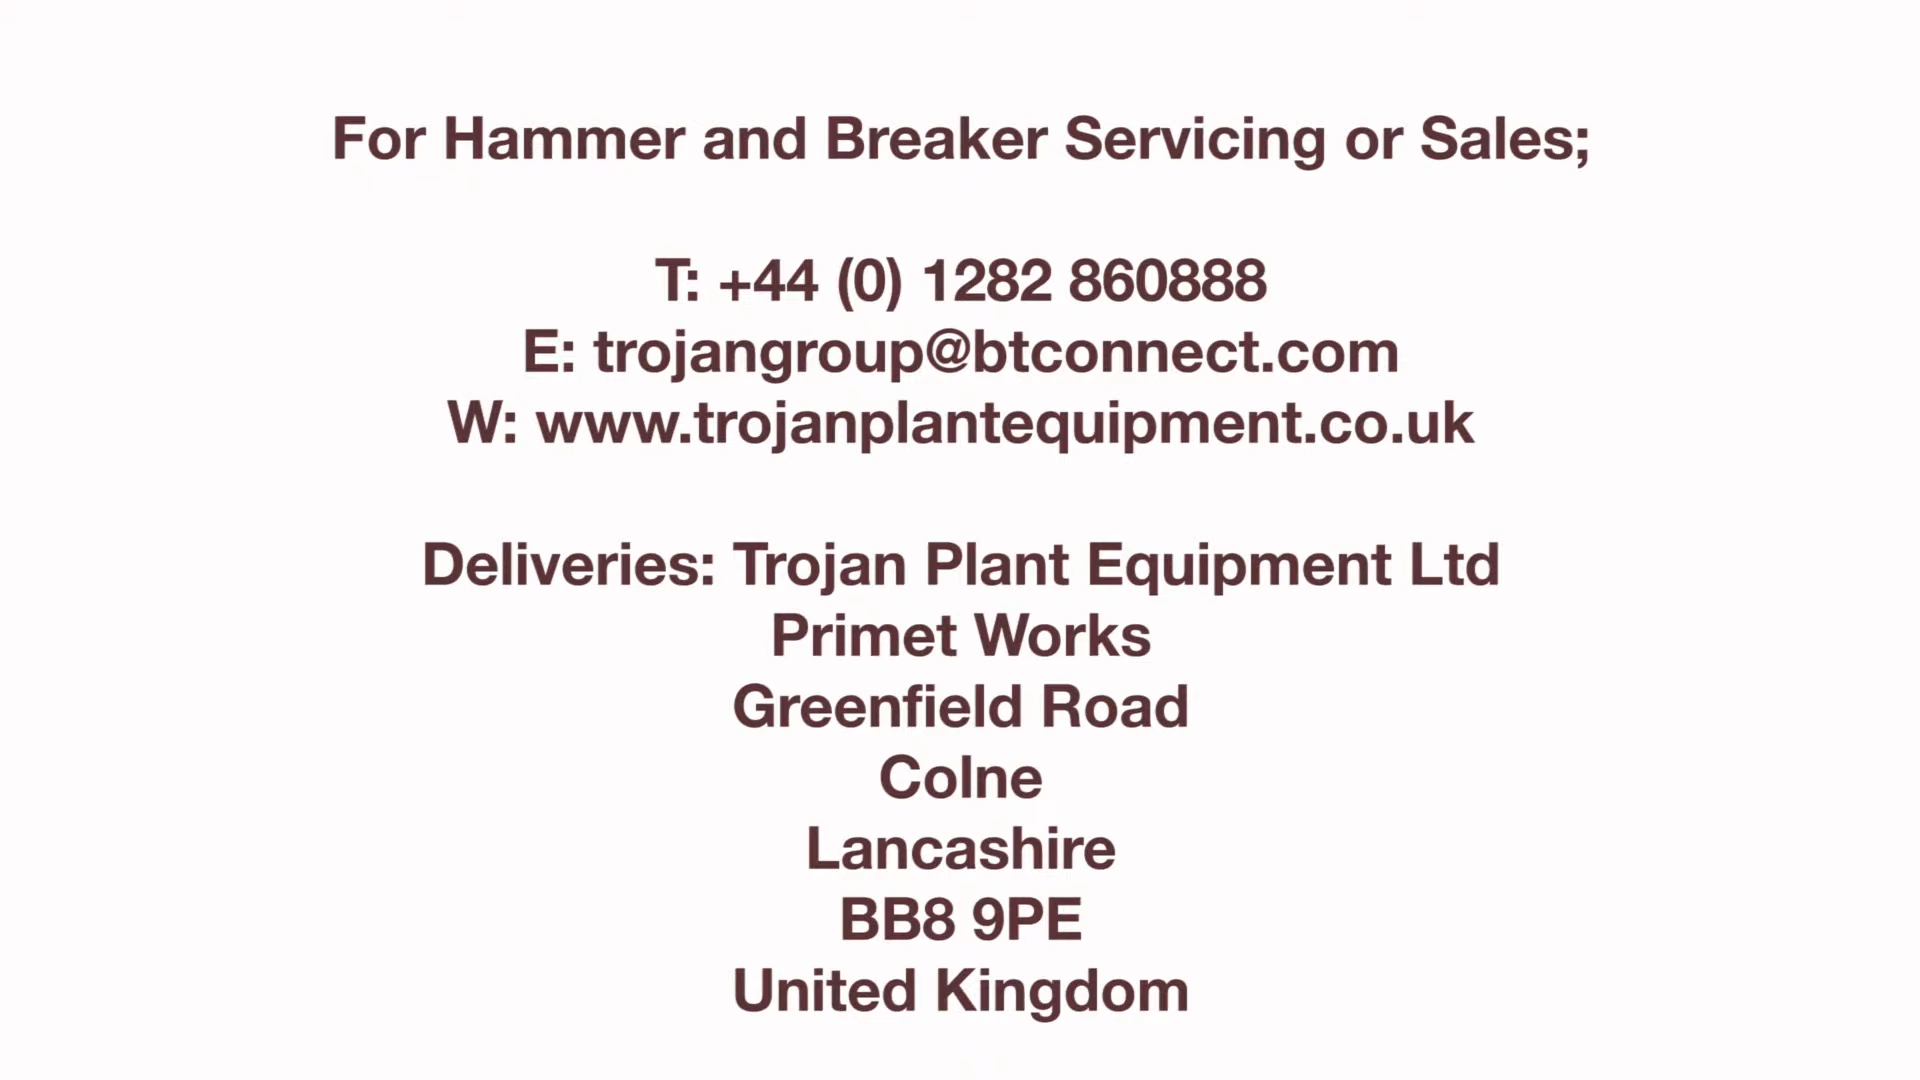 For Hammer and Breaker Servicing or Sales;
T: +44 (0) 1282 860888
E: trojangroup@btconnect.com
W: www.trojanplantequipment.co.uk
Deliveries: Trojan Plant Equipment Ltd
Primet Works
Greenfield Road
Colne
Lancashire
BB8 9PE
United Kingdom